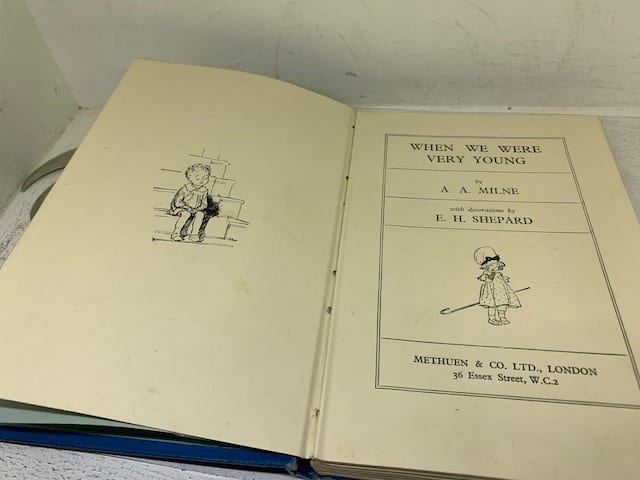 WHEN WE WERE
VERY YOUNG
by
A. A. MILNE
with decorations by
E. H. SHEPARD
METHUEN & CO. LTD., LONDON
36 Essex Street, W.C.2